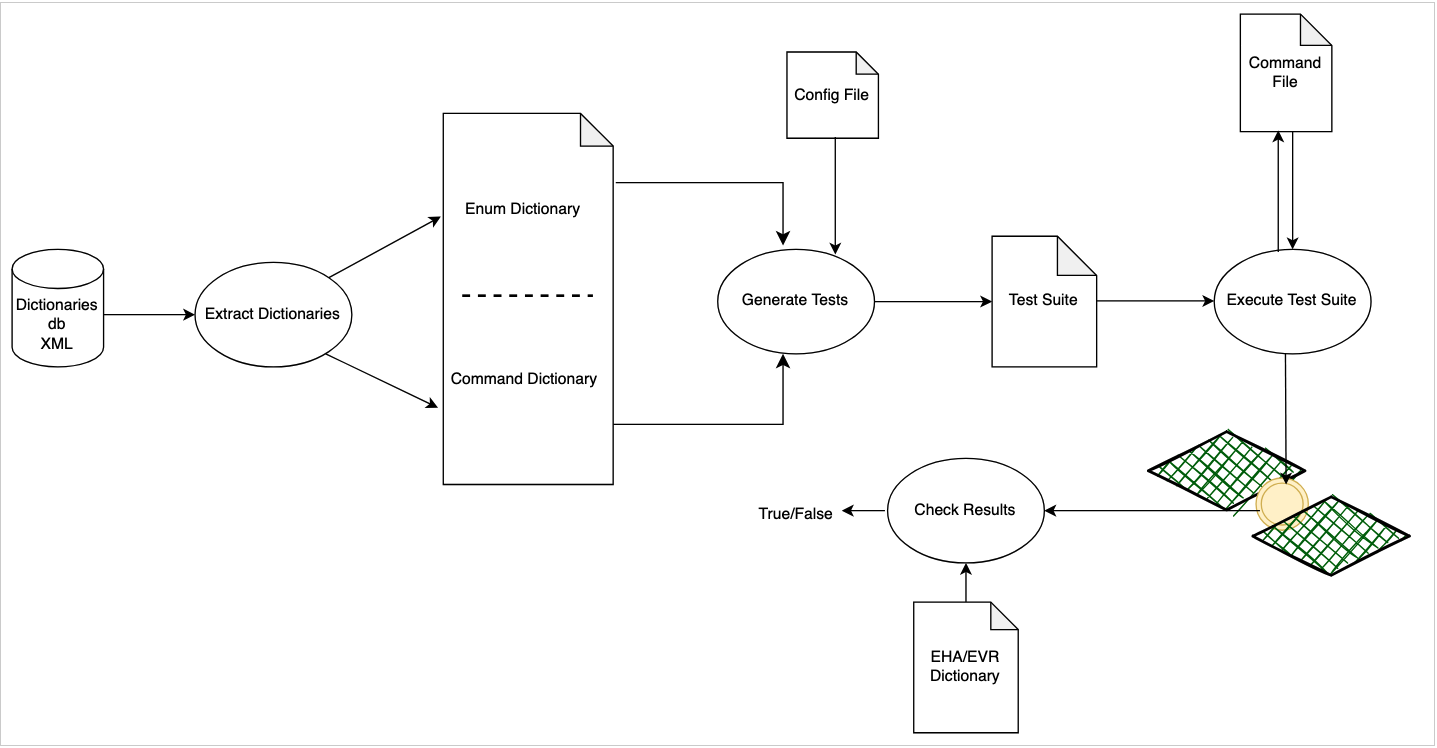 Dictionaries
db
XML
Extract Dictionaries
Enum Dictionary
Command Dictionary
Config File
Generate Tests
Test Suite
Command
File
Execute Test Suite
Check Results
True/False
EHA/EVR
Dictionary